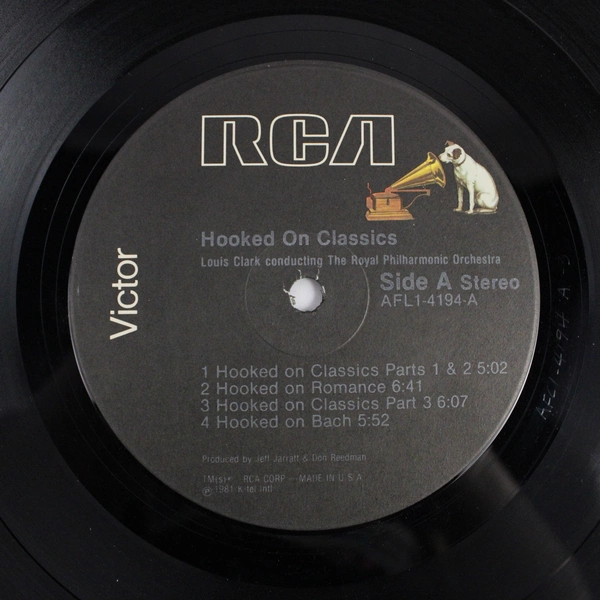 RCA
Hooked On Classics
Louis Clark conducting The Royal Philharmonic Orchestra
Side A Stereo
AFL1-4194-A
Victor
1 Hooked on Classics Parts 1 & 2 5:02
2 Hooked on Romance 6:41
3 Hooked on Classics Part 3 6:07
4 Hooked on Bach 5:52
Produced by Jeff Jarratt & Don Reedman
TM(s)® RCA CORP — MADE IN U.S.A.
℗ 1981 K-tel Intl